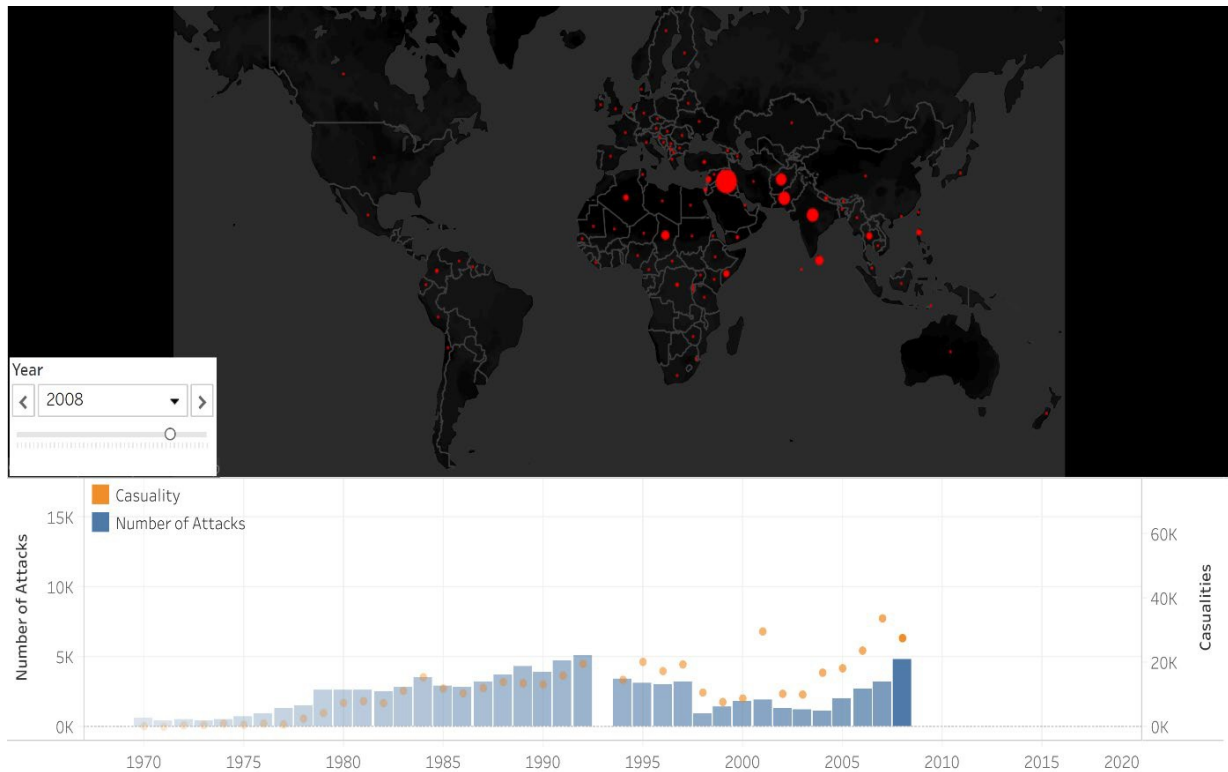 Year
2008
Casuality
Number of Attacks
Number of Attacks
15K
10K
5K
0K
60K
40K
20K
0K
Casualities
1970
1975
1980
1985
1990
1995
2000
2005
2010
2015
2020